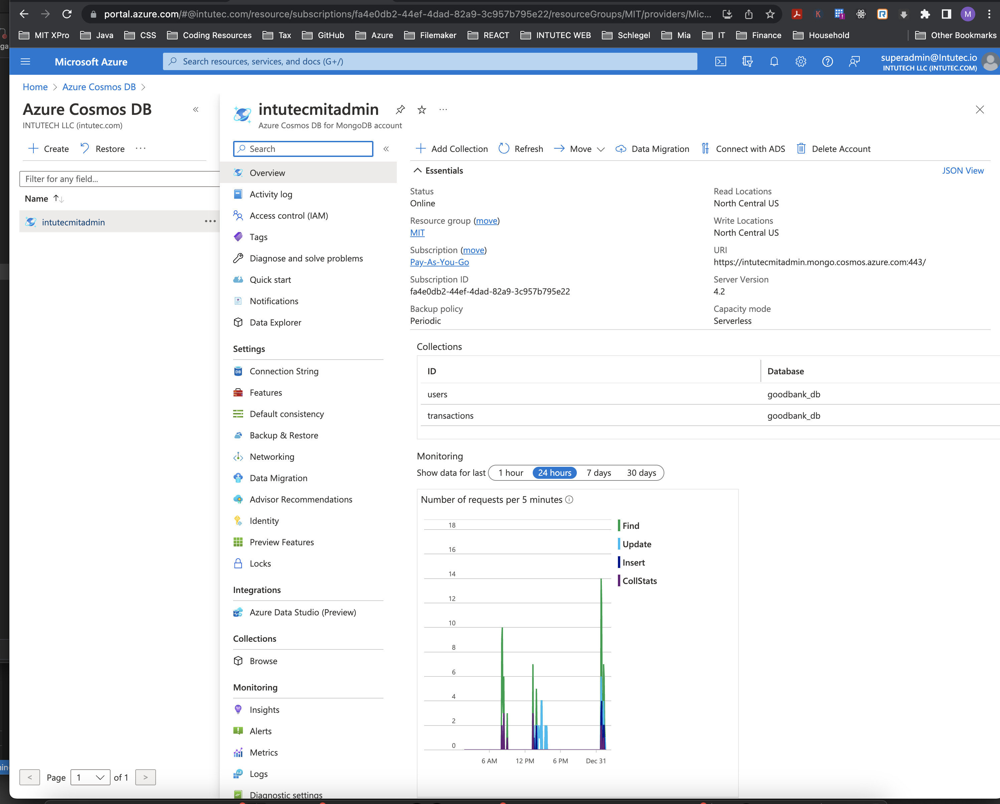 portal.azure.com/#@intutec.com/resource/subscriptions/fa4e0db2-44ef-4dad-82a9-3c957b795e22/resourceGroups/MIT/providers/Mic...
K
M
MIT XPro Java CSS Coding Resources Tax GitHub Azure Filemaker REACT INTUTEC WEB Schlegel Mia IT Finance Household Other Bookmarks
ga
Microsoft Azure
Search resources, services, and docs (G+/)
superadmin@Intutec.io
INTUTECH LLC (INTUTEC.COM)
Home > Azure Cosmos DB >
Azure Cosmos DB «
INTUTECH LLC (intutec.com)
+ Create Restore ...
Filter for any field...
Name ↑↓
intutecmitadmin ...
< Page 1 of 1 >
intutecmitadmin ...
Azure Cosmos DB for MongoDB account
Search «
Overview
Activity log
Access control (IAM)
Tags
Diagnose and solve problems
Quick start
Notifications
Data Explorer
Settings
Connection String
Features
Default consistency
Backup & Restore
Networking
Data Migration
Advisor Recommendations
Identity
Preview Features
Locks
Integrations
Azure Data Studio (Preview)
Collections
Browse
Monitoring
Insights
Alerts
Metrics
Logs
Diagnostic settings
+ Add Collection Refresh Move Data Migration Connect with ADS Delete Account
Essentials
JSON View
Status
Online
Resource group (move)
MIT
Subscription (move)
Pay-As-You-Go
Subscription ID
fa4e0db2-44ef-4dad-82a9-3c957b795e22
Backup policy
Periodic
Read Locations
North Central US
Write Locations
North Central US
URI
https://intutecmitadmin.mongo.cosmos.azure.com:443/
Server Version
4.2
Capacity mode
Serverless
Collections
ID Database
users goodbank_db
transactions goodbank_db
Monitoring
Show data for last 1 hour 24 hours 7 days 30 days
Number of requests per 5 minutes
18
16
14
12
10
8
6
4
2
0
6 AM 12 PM 6 PM Dec 31
Find
Update
Insert
CollStats